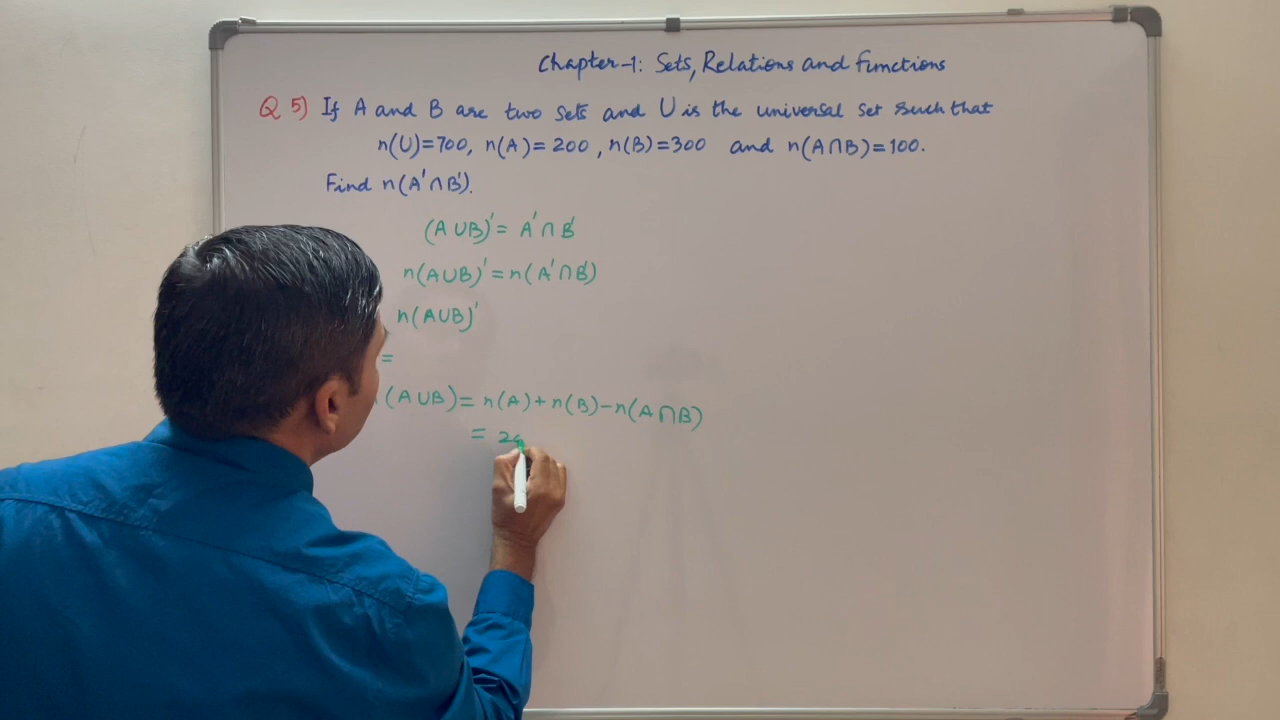 Chapter-1: Sets, Relations and Functions
Q 5) If A and B are two sets and U is the universal set such that
n(U)=700, n(A)=200, n(B)=300 and n(A∩B)=100.
Find n(A'∩B').
(A∪B)'= A'∩B'
n(A∪B)'=n(A'∩B')
n(A∪B)'
=
(A∪B)= n(A)+n(B)-n(A∩B)
= 20